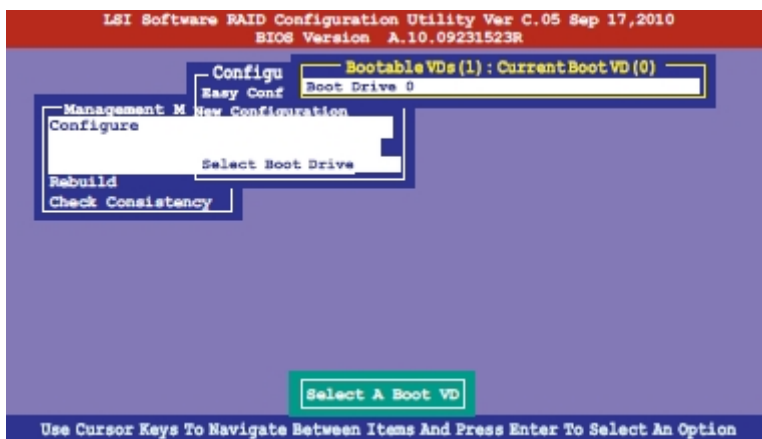 LSI Software RAID Configuration Utility Ver C.05 Sep 17,2010
BIOS Version A.10.09231523R
Bootable VDs(1):Current Boot VD(0)
Boot Drive 0
Configu
Easy Conf
New Configuration
Select Boot Drive
Management M
Configure
Rebuild
Check Consistency
Select A Boot VD
Use Cursor Keys To Navigate Between Items And Press Enter To Select An Option